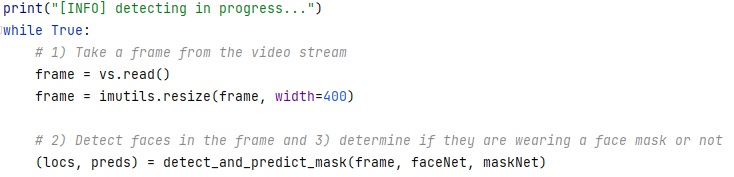 print("[INFO] detecting in progress...")
while True:
    # 1) Take a frame from the video stream
    frame = vs.read()
    frame = imutils.resize(frame, width=400)

    # 2) Detect faces in the frame and 3) determine if they are wearing a face mask or not
    (locs, preds) = detect_and_predict_mask(frame, faceNet, maskNet)